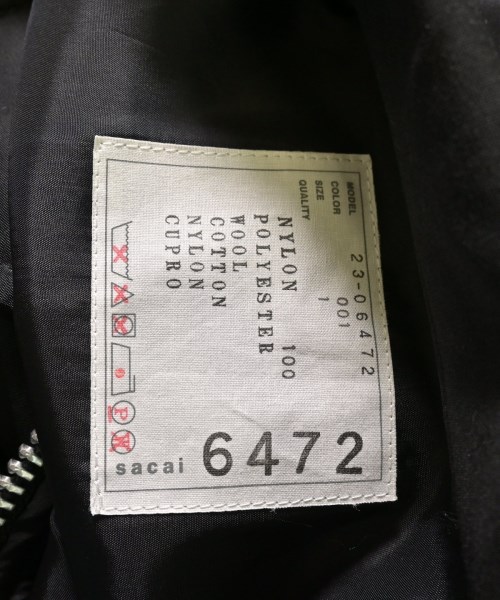 MODEL 23-06472
COLOR 001
SIZE 1
QUALITY
NYLON 100
POLYESTER
WOOL
COTTON
NYLON
CUPRO
P W
sacai 6472